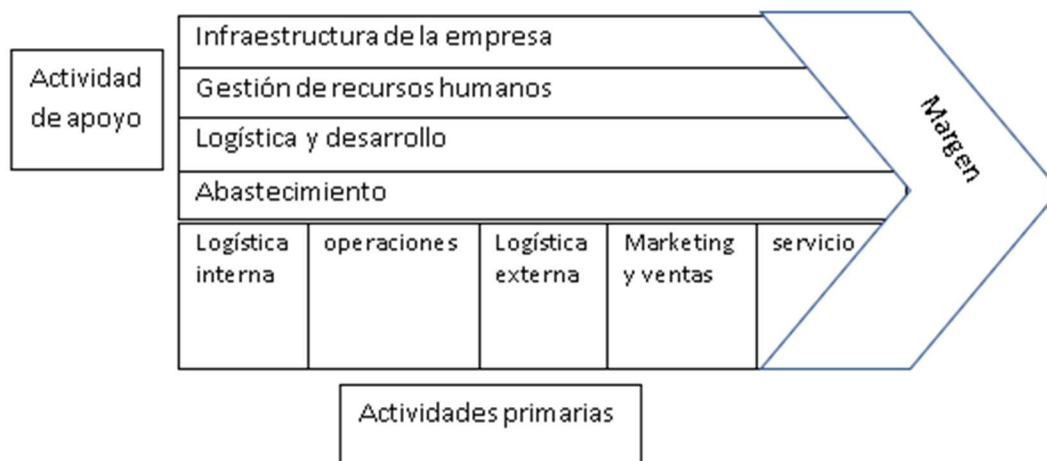 Actividad
de apoyo
Infraestructura de la empresa
Gestión de recursos humanos
Logística y desarrollo
Abastecimiento
Logística
interna
operaciones
Logística
externa
Marketing
y ventas
servicio
Margen
Actividades primarias